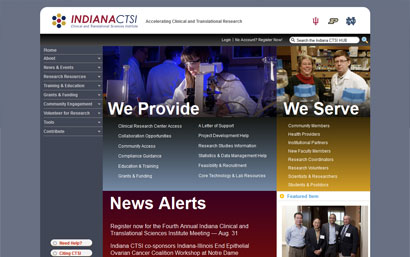 INDIANA CTSI
Clinical and Translational Sciences Institute
Accelerating Clinical and Translational Research
Login | No Account? Register Now!
Search the Indiana CTSI HUB
Home
About
News & Events
Research Resources
Training & Education
Grants & Funding
Community Engagement
Volunteer for Research
Tools
Contribute
We Provide
Clinical Research Center Access
Collaboration Opportunities
Community Access
Compliance Guidance
Education & Training
Grants & Funding
A Letter of Support
Project Development Help
Research Studies Information
Statistics & Data Management Help
Feasibility & Recruitment
Core Technology & Lab Resources
We Serve
Community Members
Health Providers
Institutional Partners
New Faculty Members
Research Coordinators
Research Volunteers
Scientists & Researchers
Students & Postdocs
News Alerts
Register now for the Fourth Annual Indiana Clinical and
Translational Sciences Institute Meeting — Aug. 31
Indiana CTSI co-sponsors Indiana-Illinois End Epithelial
Ovarian Cancer Coalition Workshop at Notre Dame
Featured Item
Need Help?
Citing CTSI